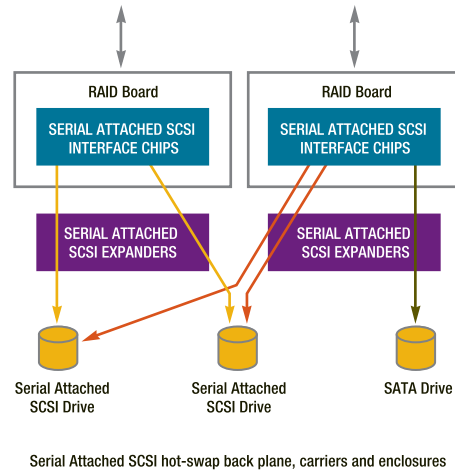 RAID Board
SERIAL ATTACHED SCSI
INTERFACE CHIPS
RAID Board
SERIAL ATTACHED SCSI
INTERFACE CHIPS
SERIAL ATTACHED
SCSI EXPANDERS
SERIAL ATTACHED
SCSI EXPANDERS
Serial Attached
SCSI Drive
Serial Attached
SCSI Drive
SATA Drive
Serial Attached SCSI hot-swap back plane, carriers and enclosures